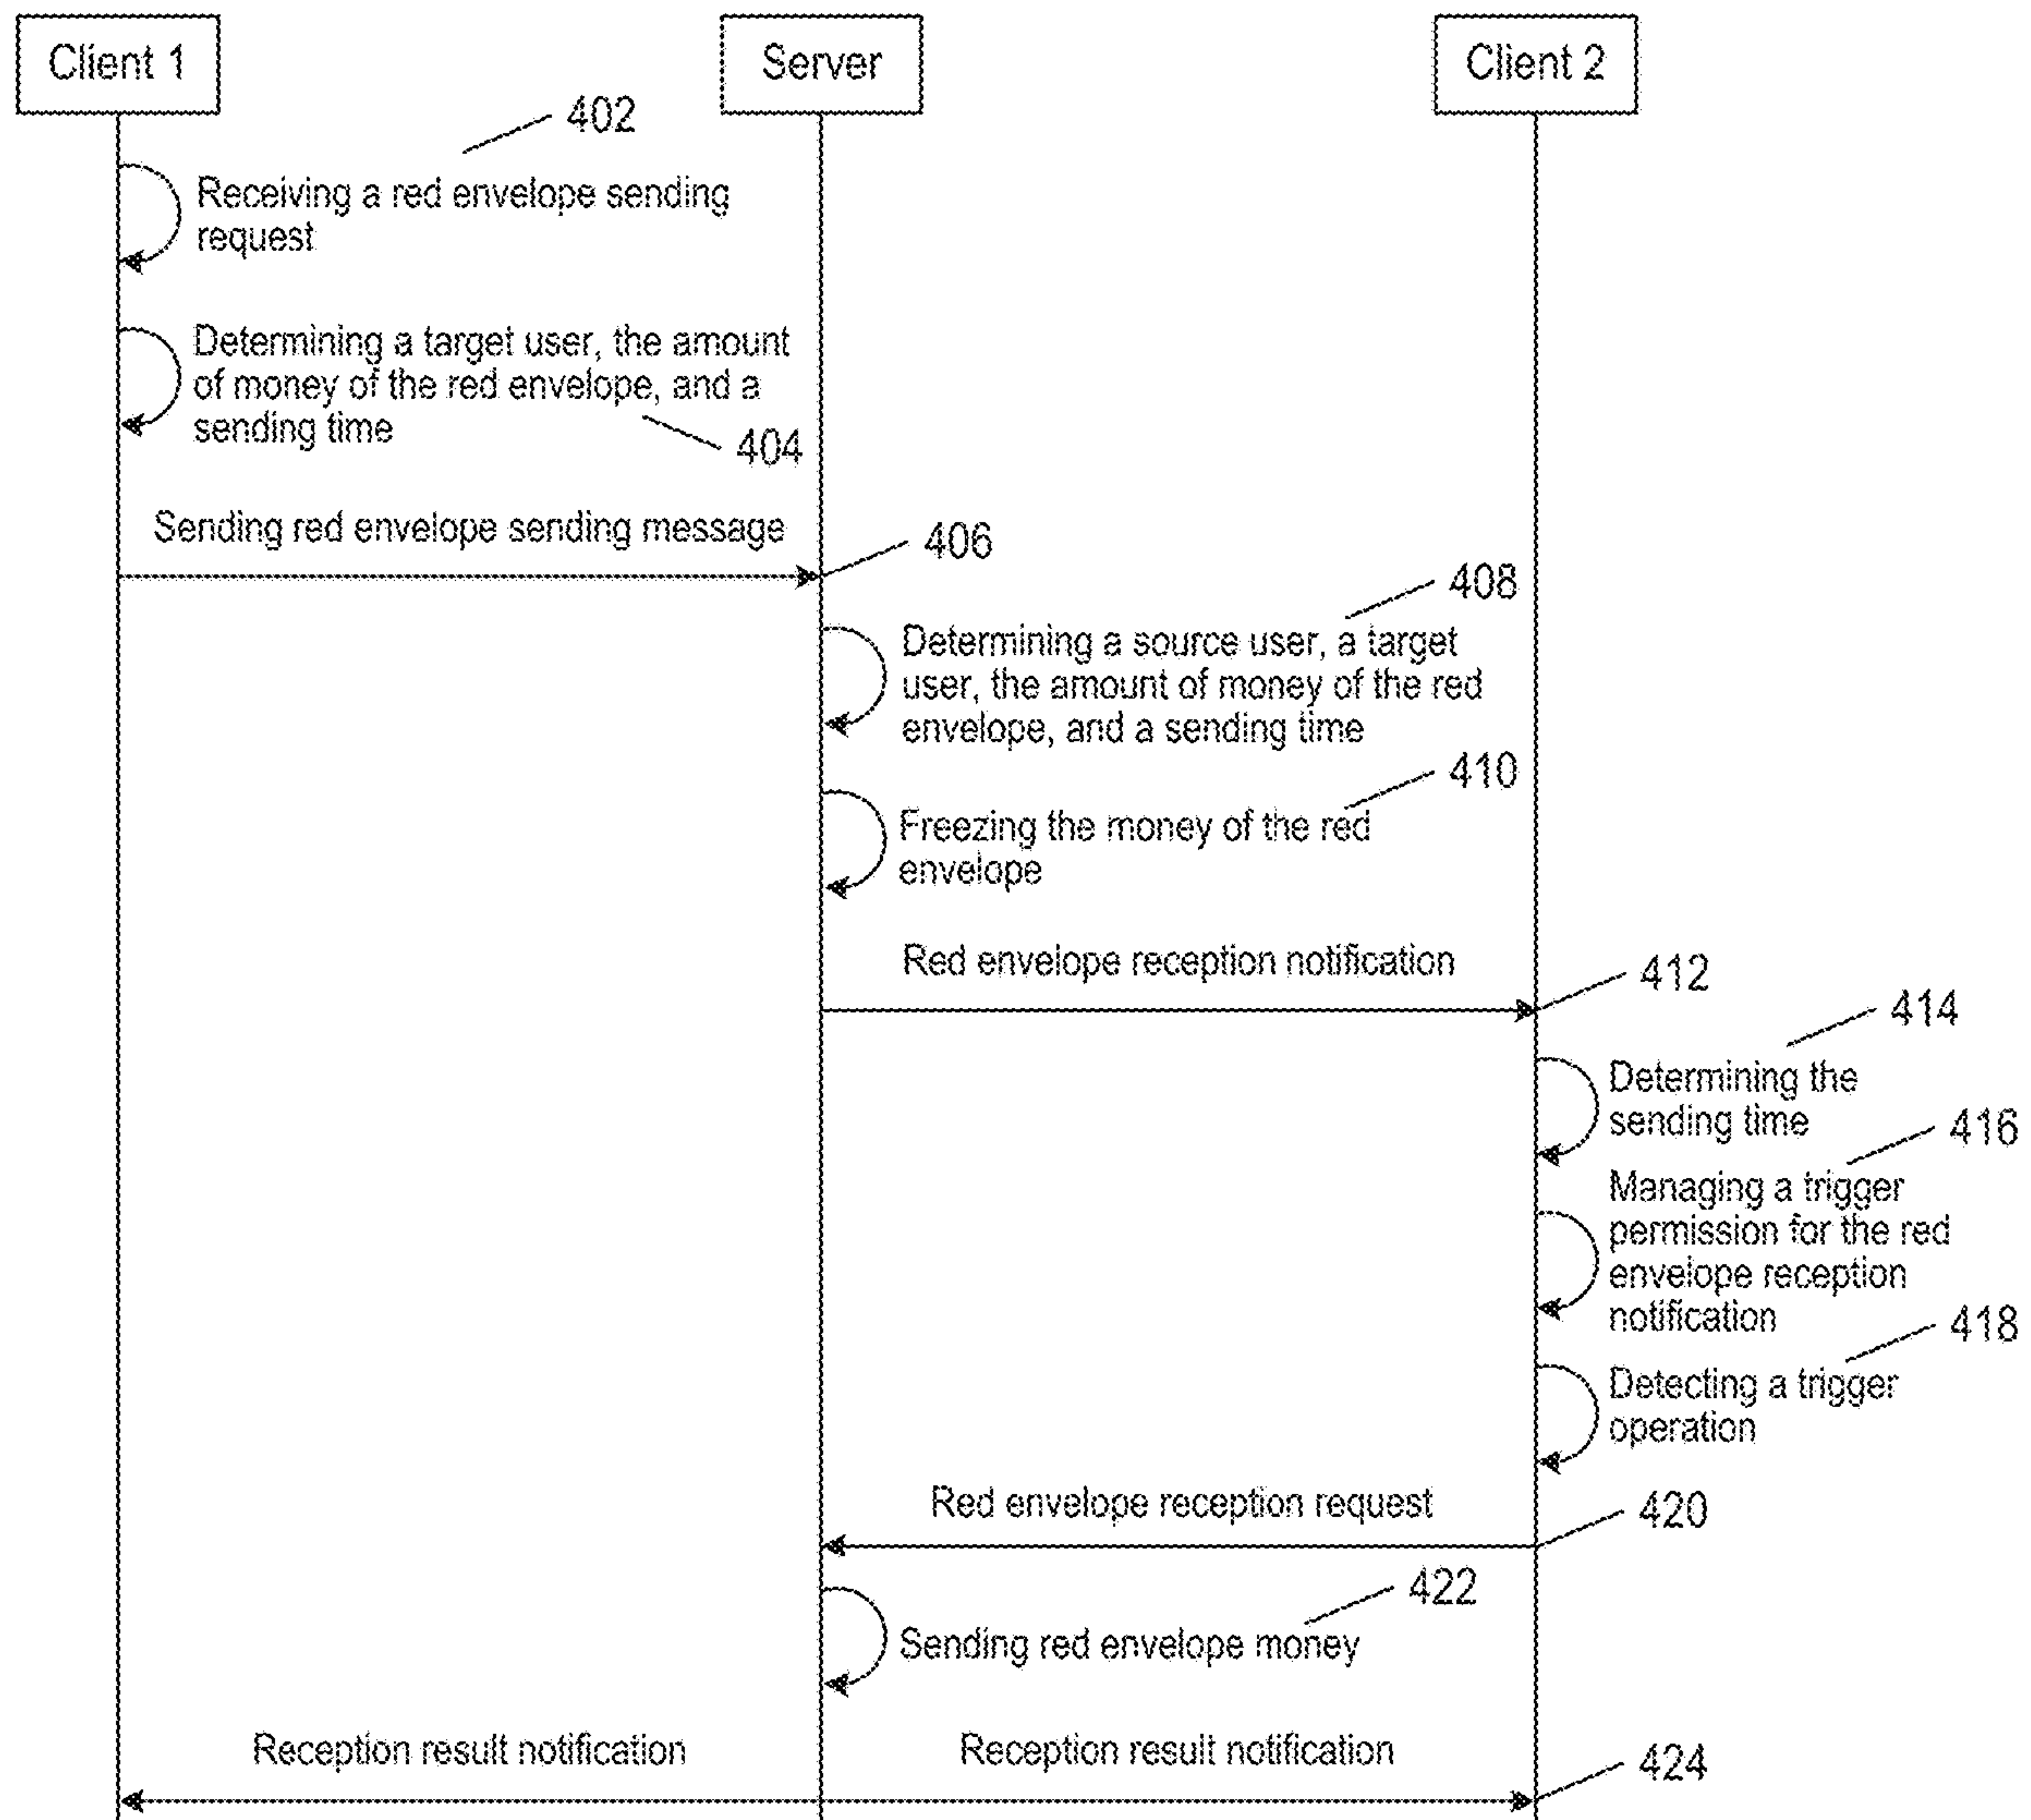 Client 1
Server
Client 2
402
Receiving a red envelope sending
request
Determining a target user, the amount
of money of the red envelope, and a
sending time
404
Sending red envelope sending message
406
408
Determining a source user, a target
user, the amount of money of the red
envelope, and a sending time
410
Freezing the money of the red
envelope
Red envelope reception notification
412
414
Determining the
sending time
416
Managing a trigger
permission for the red
envelope reception
notification
418
Detecting a trigger
operation
Red envelope reception request
420
422
Sending red envelope money
Reception result notification
Reception result notification
424